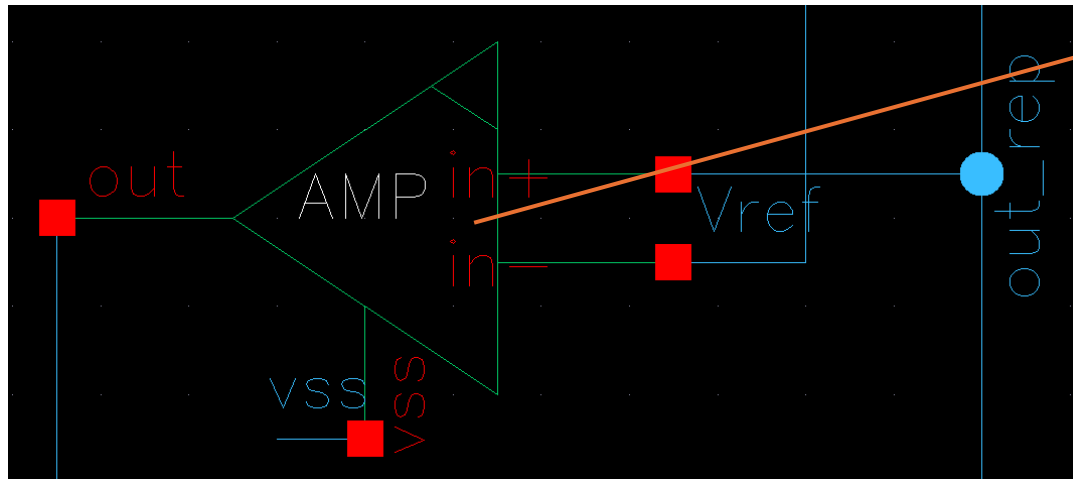 out
AMP
in+
Vref
in-
out_rep
vss
vss